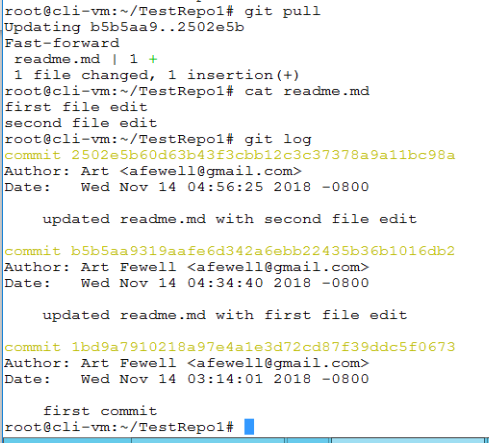 root@cli-vm:~/TestRepo1# git pull
Updating b5b5aa9..2502e5b
Fast-forward
 readme.md | 1 +
 1 file changed, 1 insertion(+)
root@cli-vm:~/TestRepo1# cat readme.md
first file edit
second file edit
root@cli-vm:~/TestRepo1# git log
commit 2502e5b60d63b43f3cbb12c3c37378a9a11bc98a
Author: Art <afewell@gmail.com>
Date:   Wed Nov 14 04:56:25 2018 -0800
    updated readme.md with second file edit
commit b5b5aa9319aafe6d342a6ebb22435b36b1016db2
Author: Art Fewell <afewell@gmail.com>
Date:   Wed Nov 14 04:34:40 2018 -0800
    updated readme.md with first file edit
commit 1bd9a7910218a97e4a1e3d72cd87f39ddc5f0673
Author: Art Fewell <afewell@gmail.com>
Date:   Wed Nov 14 03:14:01 2018 -0800
    first commit
root@cli-vm:~/TestRepo1#